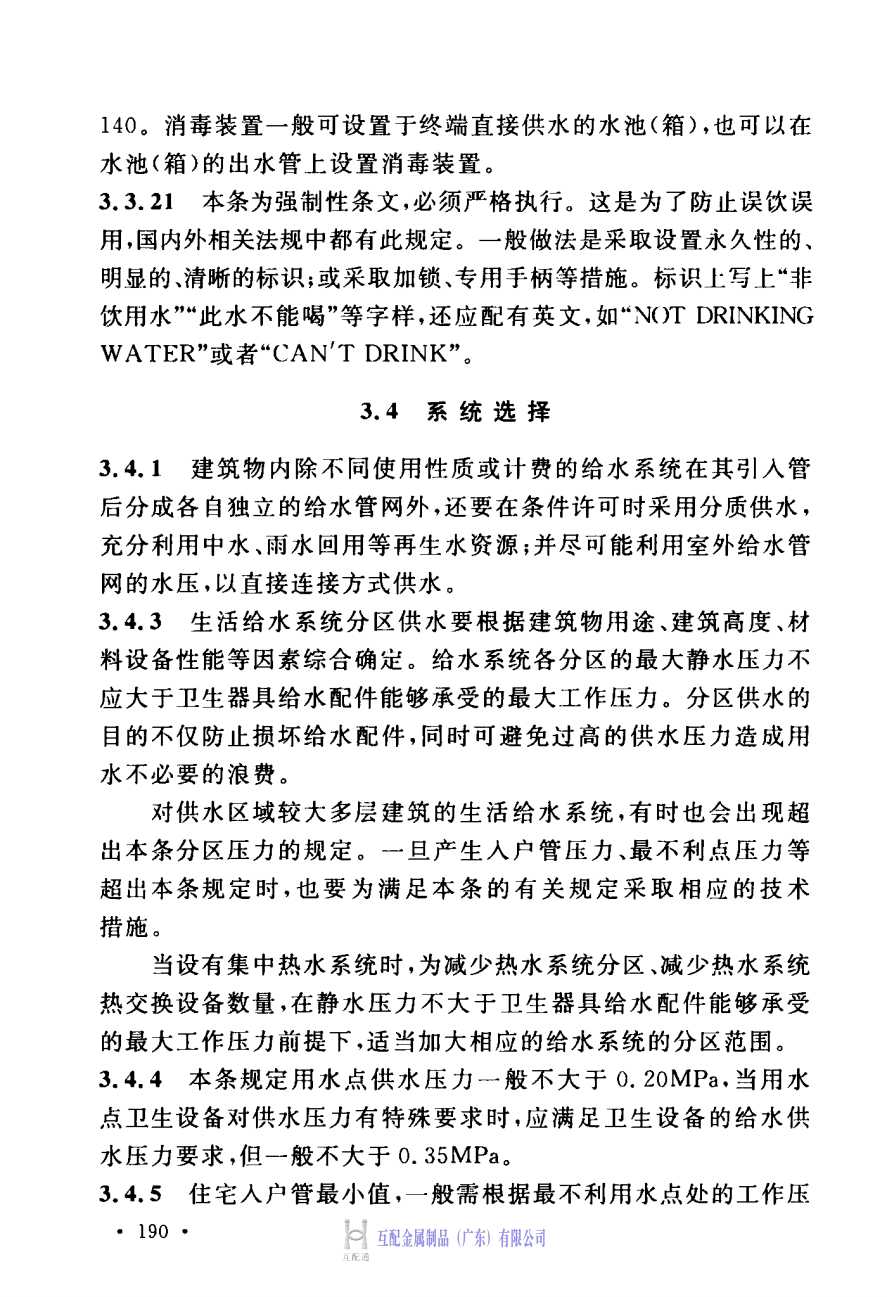 140。消毒装置一般可设置于终端直接供水的水池(箱),也可以在
水池(箱)的出水管上设置消毒装置。
3.3.21 本条为强制性条文,必须严格执行。这是为了防止误饮误
用,国内外相关法规中都有此规定。一般做法是采取设置永久性的、
明显的、清晰的标识;或采取加锁、专用手柄等措施。标识上写上“非
饮用水”“此水不能喝”等字样,还应配有英文,如“NOT DRINKING
WATER”或者“CAN'T DRINK”。
3.4 系统选择
3.4.1 建筑物内除不同使用性质或计费的给水系统在其引入管
后分成各自独立的给水管网外,还要在条件许可时采用分质供水,
充分利用中水、雨水回用等再生水资源;并尽可能利用室外给水管
网的水压,以直接连接方式供水。
3.4.3 生活给水系统分区供水要根据建筑物用途、建筑高度、材
料设备性能等因素综合确定。给水系统各分区的最大静水压力不
应大于卫生器具给水配件能够承受的最大工作压力。分区供水的
目的不仅防止损坏给水配件,同时可避免过高的供水压力造成用
水不必要的浪费。
对供水区域较大多层建筑的生活给水系统,有时也会出现超
出本条分区压力的规定。一旦产生入户管压力、最不利点压力等
超出本条规定时,也要为满足本条的有关规定采取相应的技术
措施。
当设有集中热水系统时,为减少热水系统分区、减少热水系统
热交换设备数量,在静水压力不大于卫生器具给水配件能够承受
的最大工作压力前提下,适当加大相应的给水系统的分区范围。
3.4.4 本条规定用水点供水压力一般不大于 0.20MPa,当用水
点卫生设备对供水压力有特殊要求时,应满足卫生设备的给水供
水压力要求,但一般不大于 0.35MPa。
3.4.5 住宅入户管最小值,一般需根据最不利用水点处的工作压
• 190 •
互配金属制品(广东)有限公司
互配通